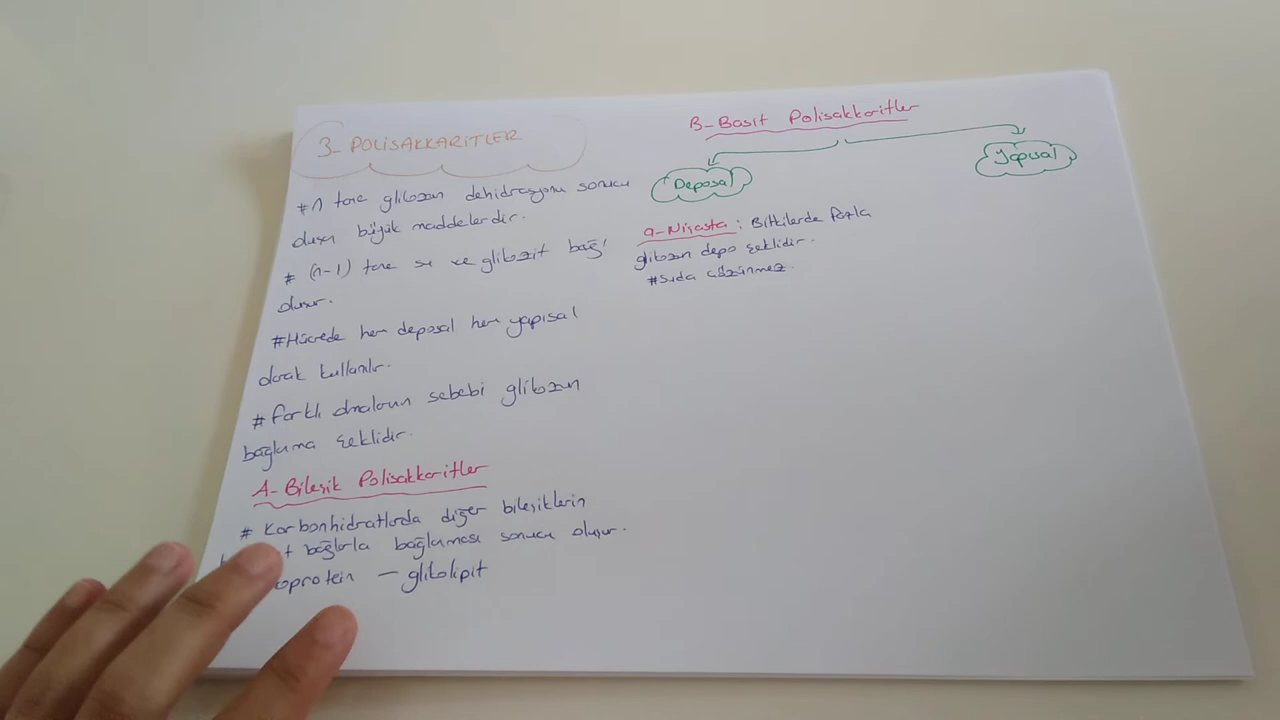 3- POLİSAKKARİTLER
# n tane glikozun dehidrasyonu sonucu
oluşan büyük maddelerdir.
# (n-1) tane su ve glikozit bağı
oluşur.
#Hücrede hem deposal hem yapısal
olarak kullanılır.
# farklı olmalarının sebebi glikozun
bağlanma şeklidir.
A- Bileşik Polisakkaritler
# Karbonhidratlarda diğer bileşiklerin
bağlarla bağlanması sonucu oluşur.
oprotein — glikolipit
B-Basit Polisakkaritler
Deposal
Yapısal
a-Nişasta : Bitkilerde fazla
glikozun depo şeklidir.
#Suda çözünmez.